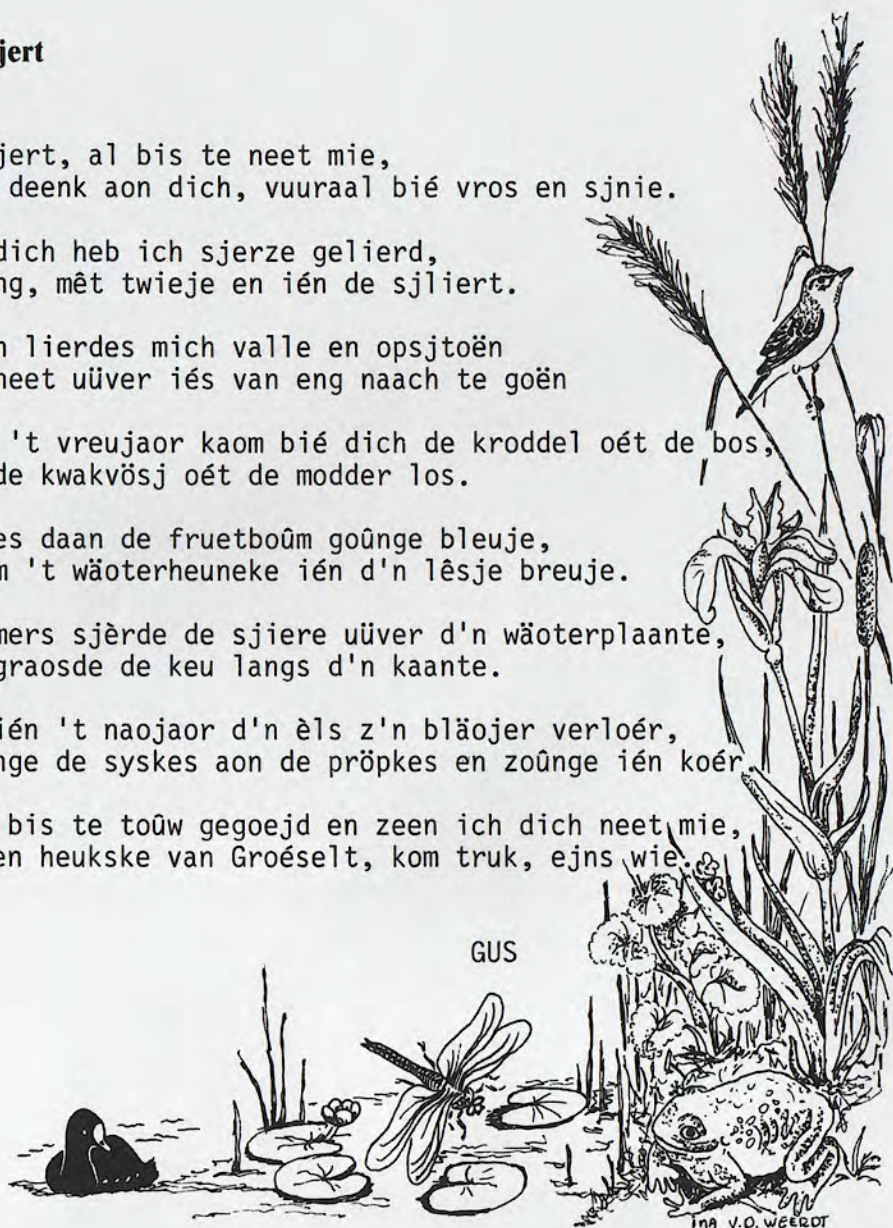 jert
jert, al bis te neet mie,
deenk aon dich, vuuraal bié vros en sjnie.
dich heb ich sjerze gelierd,
ng, mêt twieje en ién de sjliert.
n lierdes mich valle en opsjtoën
neet uüver iés van eng naach te goën
't vreujaor kaom bié dich de kroddel oét de bos,
de kwakvösj oét de modder los.
es daan de fruetboûm goûnge bleuje,
m 't wäoterheuneke ién d'n lêsje breuje.
mers sjèrde de sjiere uüver d'n wäoterplaante,
graosde de keu langs d'n kaante.
ién 't naojaor d'n èls z'n bläojer verloér,
nge de syskes aon de pröpkes en zoûnge ién koér.
bis te toûw gegoejd en zeen ich dich neet mie,
en heukske van Groéselt, kom truk, ejns wie.
GUS
INA V.D. WEERDT